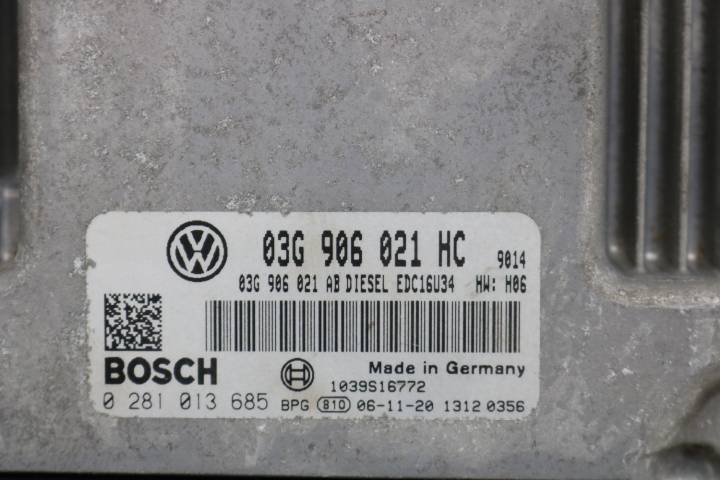 03G 906 021 HC 9014
03G 906 021 AB DIESEL EDC16U34 HW: H06
BOSCH
Made in Germany
1039S16772
0 281 013 685 BPG 810 06-11-20 1312 0356